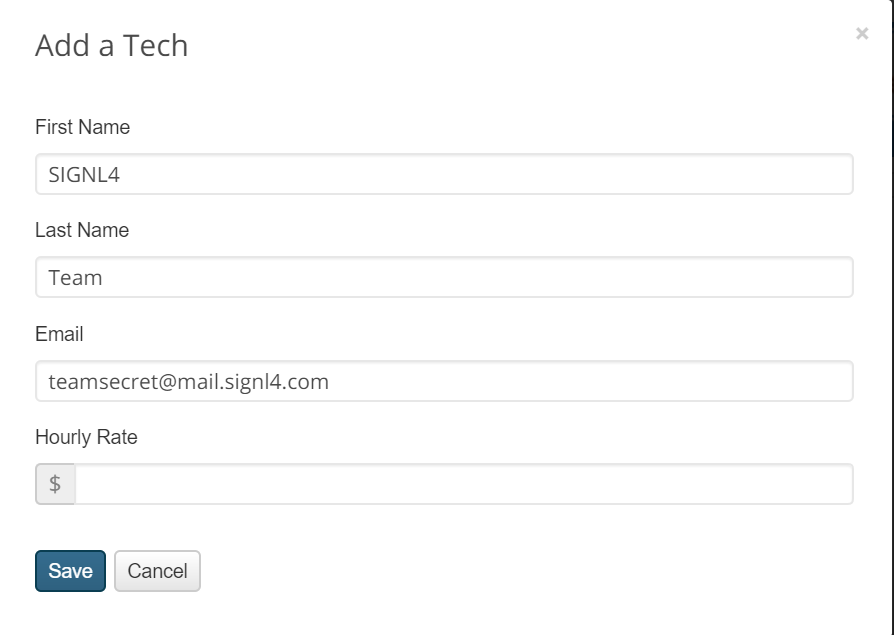 Add a Tech
×
First Name
SIGNL4
Last Name
Team
Email
teamsecret@mail.signl4.com
Hourly Rate
$
Save Cancel